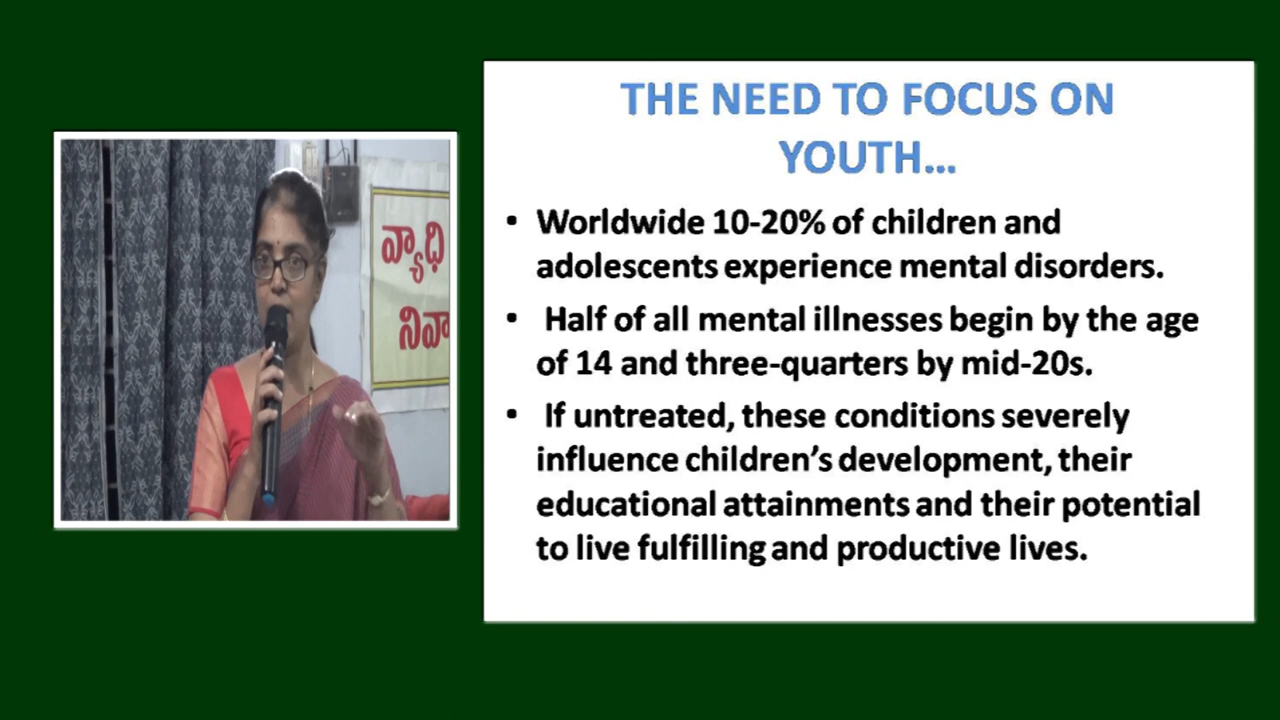 THE NEED TO FOCUS ON
YOUTH...
• Worldwide 10-20% of children and
adolescents experience mental disorders.
• Half of all mental illnesses begin by the age
of 14 and three-quarters by mid-20s.
• If untreated, these conditions severely
influence children's development, their
educational attainments and their potential
to live fulfilling and productive lives.
వ్యాధి
నివా